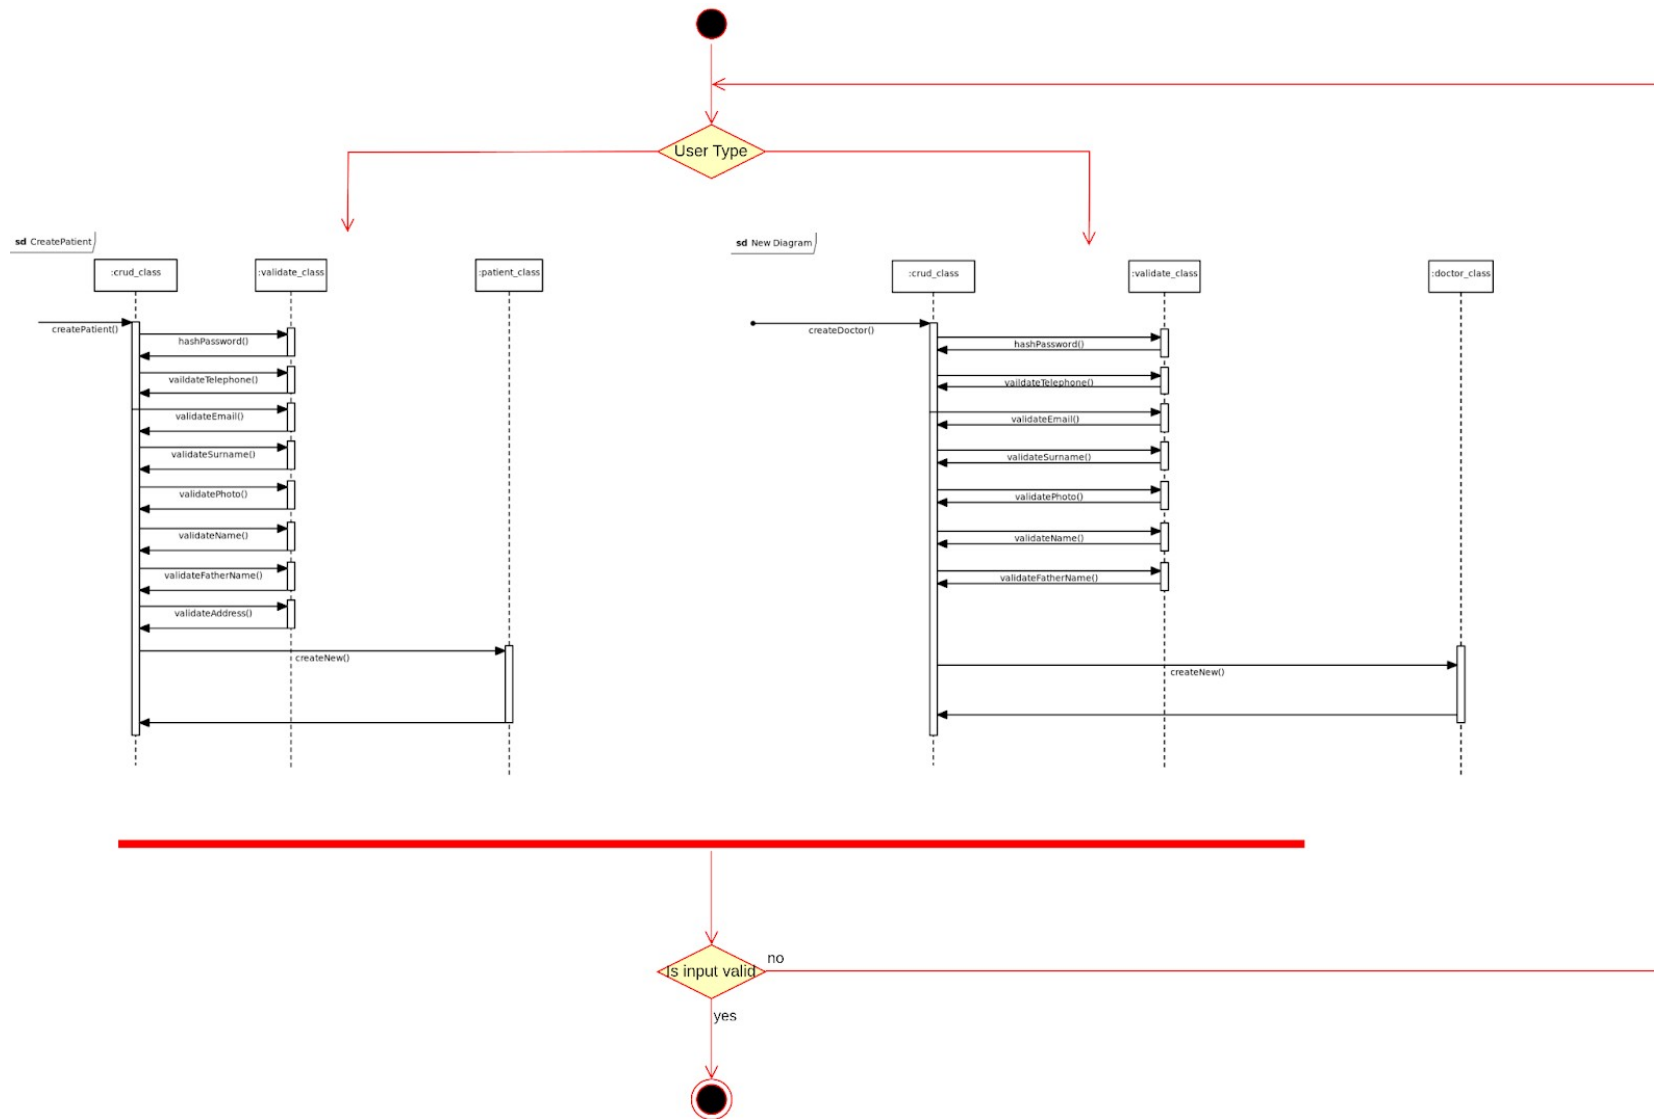 User Type
sd CreatePatient
:crud_class
:validate_class
:patient_class
createPatient()
hashPassword()
vaildateTelephone()
validateEmail()
validateSurname()
validatePhoto()
validateName()
validateFatherName()
validateAddress()
createNew()
sd New Diagram
:crud_class
:validate_class
:doctor_class
createDoctor()
hashPassword()
vaildateTelephone()
validateEmail()
validateSurname()
validatePhoto()
validateName()
validateFatherName()
createNew()
Is input valid
no
yes